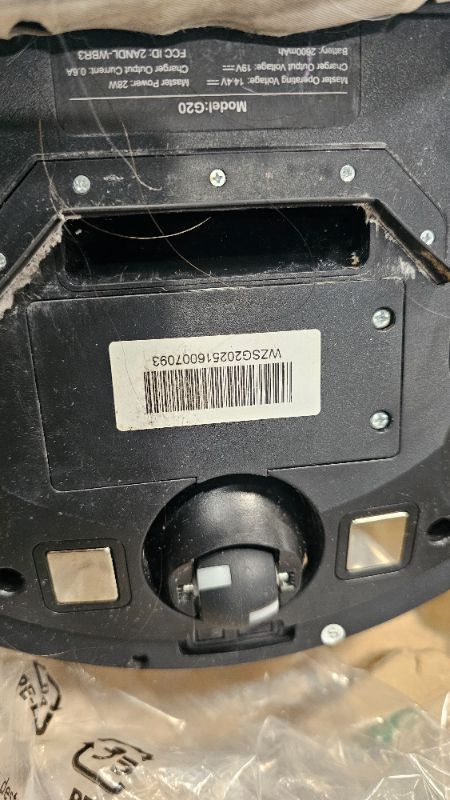 Model:G20
Master Operating Voltage: 14.4V⎓ Master Power: 28W
Charger Output Voltage: 19V⎓ Charger Output Current: 0.6A
Battery: 2600mAh FCC ID: 2ANDL-WBR3
WZSG2025516007093